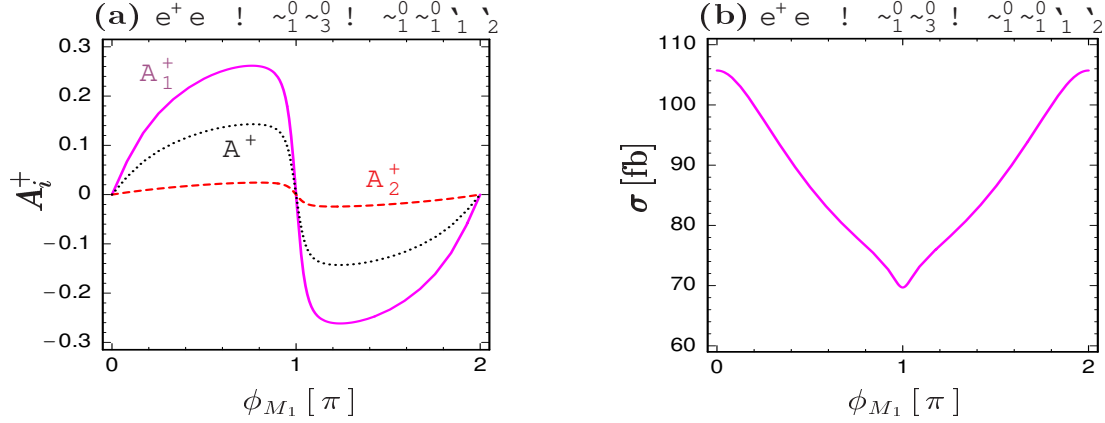 (a) e⁺ e ! ~⁰₁ ~⁰₃ ! ~⁰₁ ~⁰₁ ‵₁ ‵₂
0.3
0.2
0.1
0
−0.1
−0.2
−0.3
A⁺ᵢ
A⁺₁
A⁺
A⁺₂
0 1 2
ϕ_{M₁} [ π ]
(b) e⁺ e ! ~⁰₁ ~⁰₃ ! ~⁰₁ ~⁰₁ ‵₁ ‵₂
110
100
90
80
70
60
σ [fb]
0 1 2
ϕ_{M₁} [ π ]